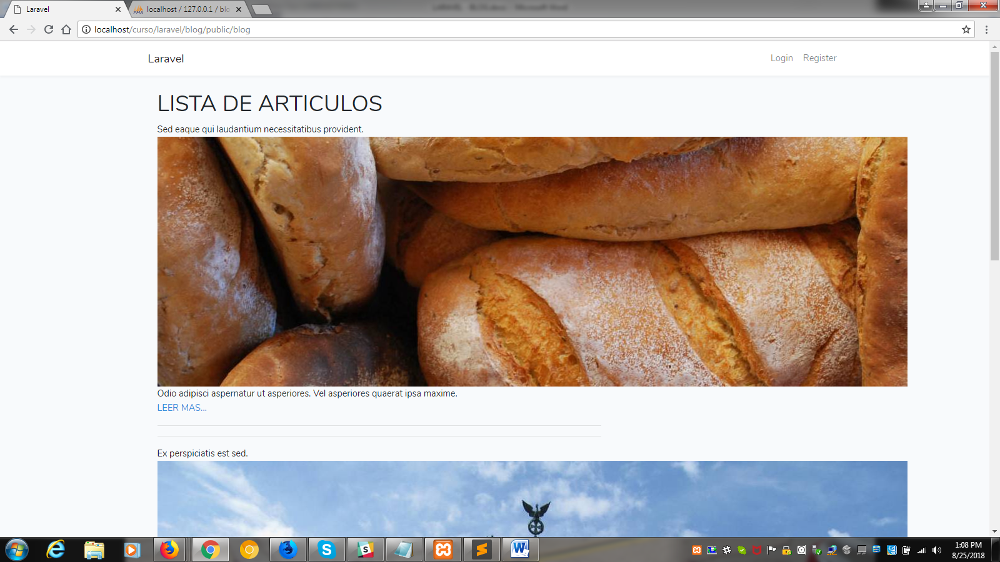 Laravel
localhost / 127.0.0.1 / blo
localhost/curso/laravel/blog/public/blog
Laravel
Login
Register
LISTA DE ARTICULOS
Sed eaque qui laudantium necessitatibus provident.
Odio adipisci aspernatur ut asperiores. Vel asperiores quaerat ipsa maxime.
LEER MAS...
Ex perspiciatis est sed.
1:08 PM
8/25/2018